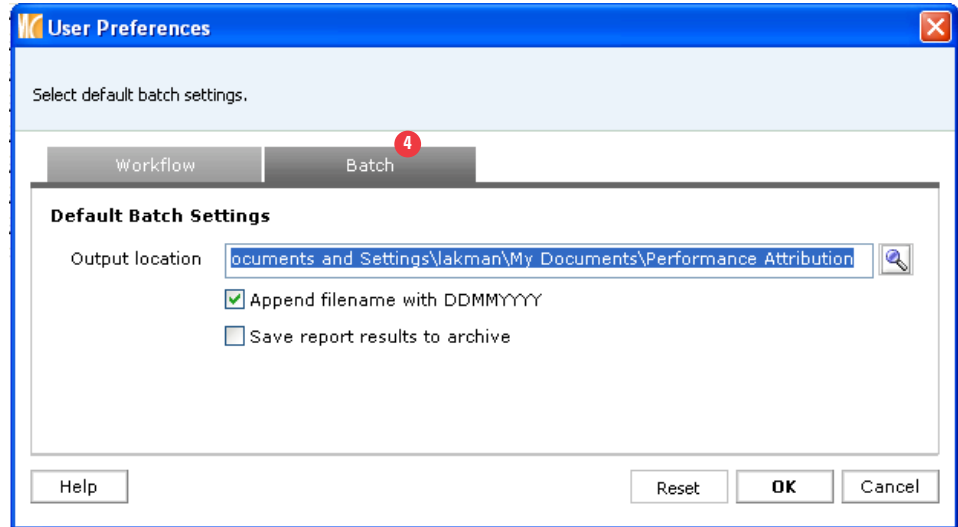 User Preferences
Select default batch settings.
4
Workflow Batch
Default Batch Settings
Output location ocuments and Settings\lakman\My Documents\Performance Attribution
Append filename with DDMMYYYY
Save report results to archive
Help Reset OK Cancel